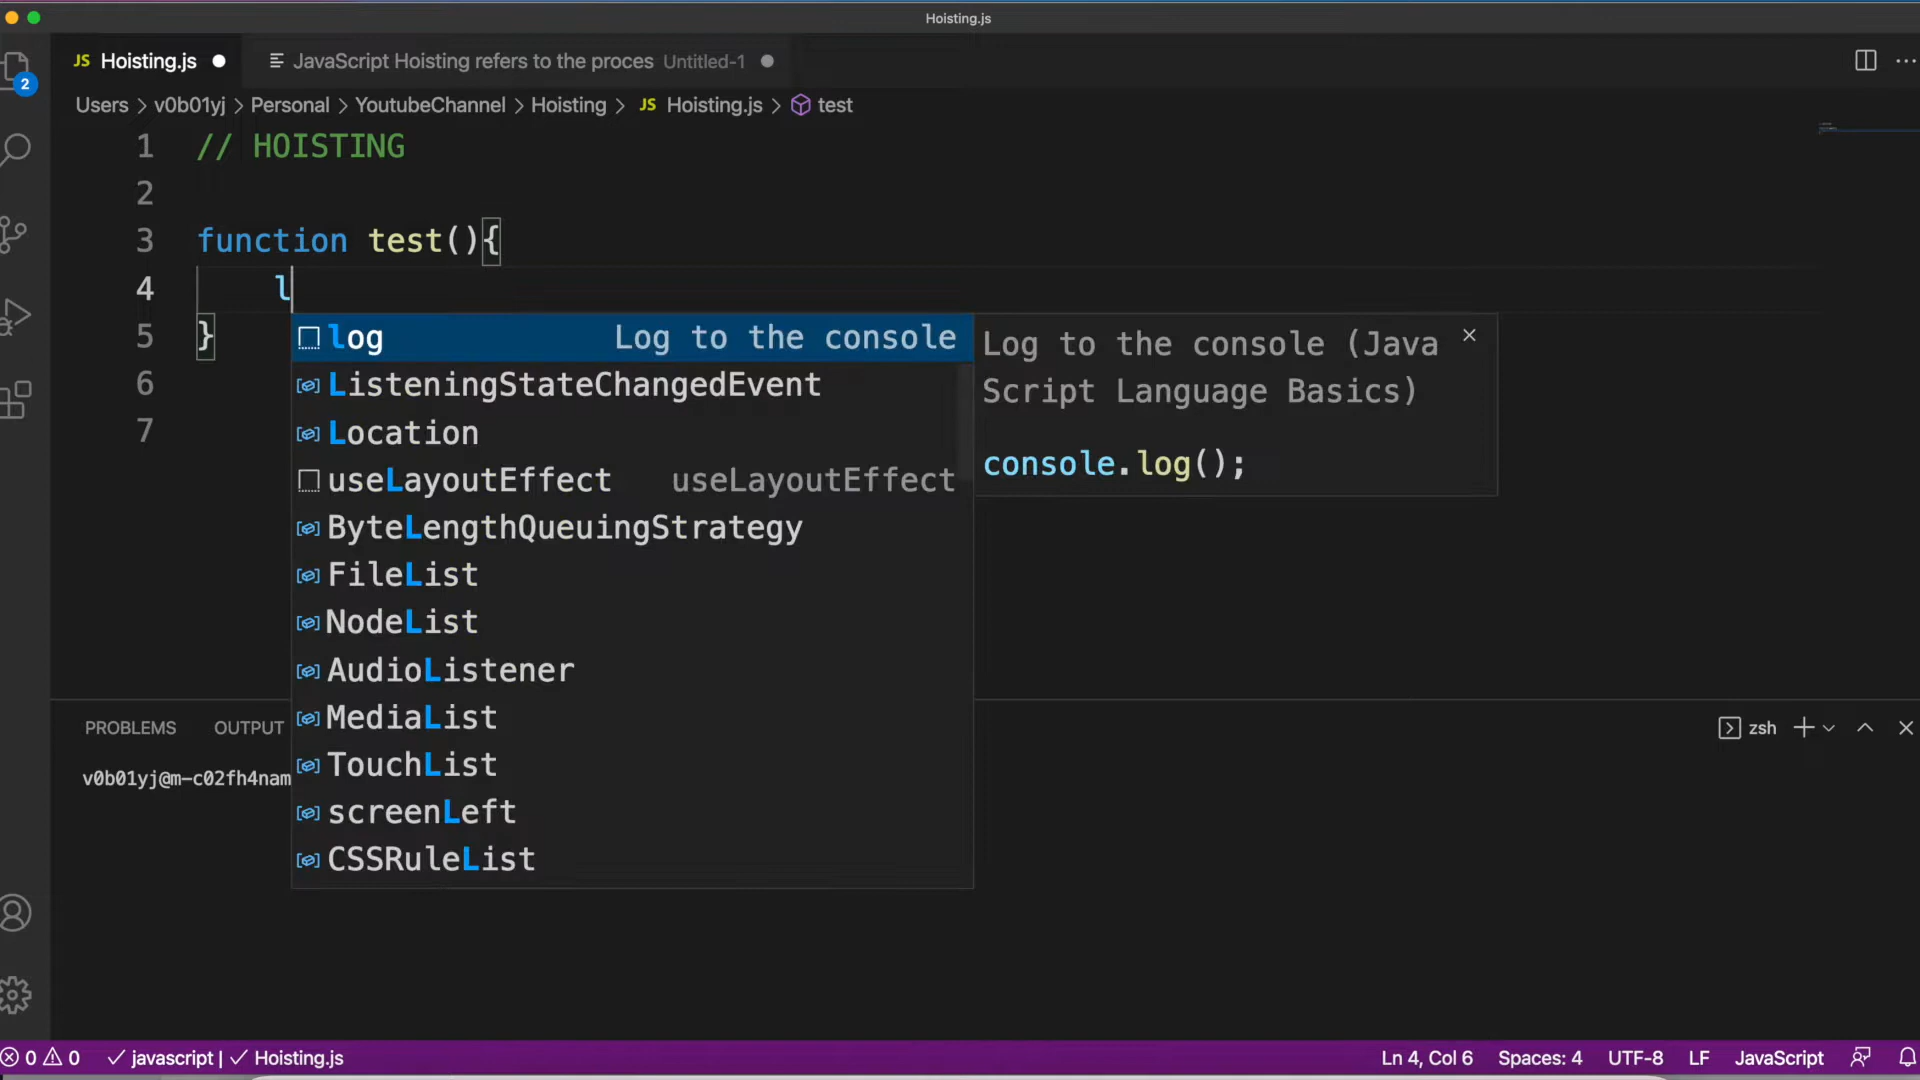 Hoisting.js
JS Hoisting.js
JavaScript Hoisting refers to the proces Untitled-1
2
Users > v0b01yj > Personal > YoutubeChannel > Hoisting > JS Hoisting.js > test
1 // HOISTING
2
3 function test(){
4 l
5 }
6
7
log Log to the console
ListeningStateChangedEvent
Location
useLayoutEffect useLayoutEffect
ByteLengthQueuingStrategy
FileList
NodeList
AudioListener
MediaList
TouchList
screenLeft
CSSRuleList
Log to the console (Java
Script Language Basics)
console.log();
PROBLEMS OUTPUT
zsh
v0b01yj@m-c02fh4nam
0 0 javascript | Hoisting.js
Ln 4, Col 6 Spaces: 4 UTF-8 LF JavaScript